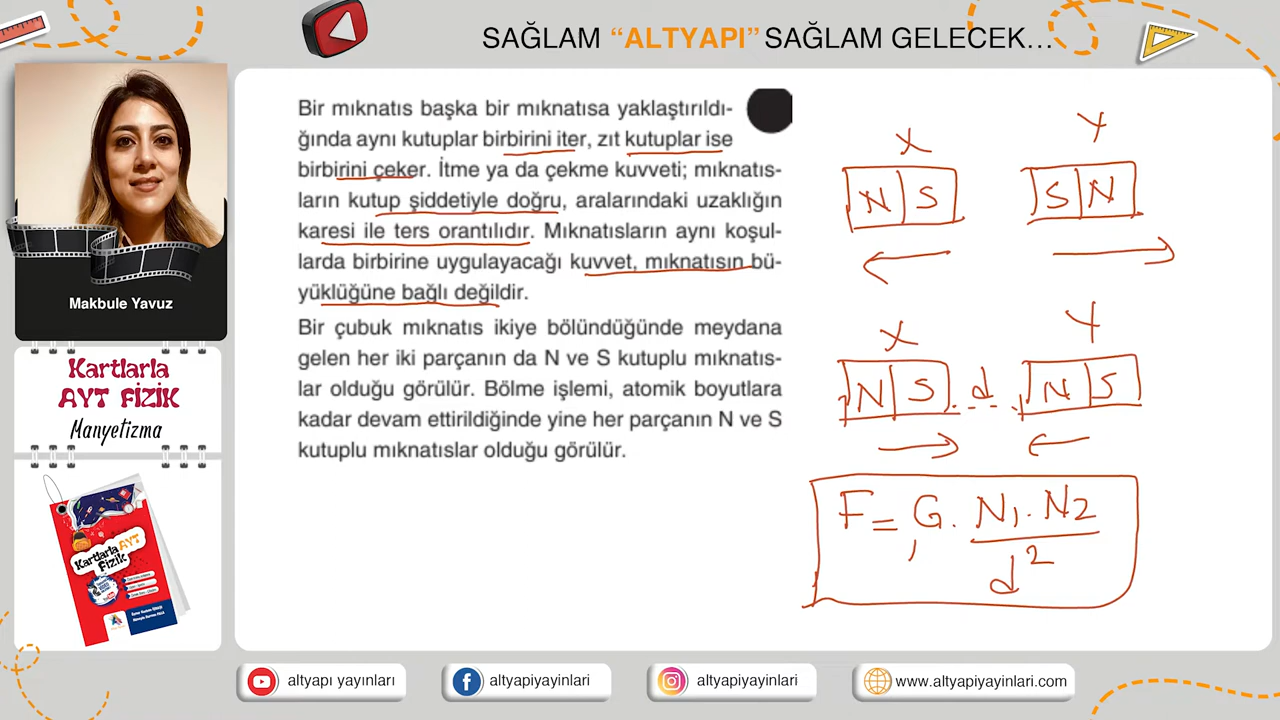 SAĞLAM “ALTYAPI” SAĞLAM GELECEK...
Makbule Yavuz
Kartlarla
AYT FİZİK
Manyetizma
Kartlarla AYT
Fizik
Bir mıknatıs başka bir mıknatısa yaklaştırıldı-
ğında aynı kutuplar birbirini iter, zıt kutuplar ise
birbirini çeker. İtme ya da çekme kuvveti; mıknatıs-
ların kutup şiddetiyle doğru, aralarındaki uzaklığın
karesi ile ters orantılıdır. Mıknatısların aynı koşul-
larda birbirine uygulayacağı kuvvet, mıknatısın bü-
yüklüğüne bağlı değildir.
Bir çubuk mıknatıs ikiye bölündüğünde meydana
gelen her iki parçanın da N ve S kutuplu mıknatıs-
lar olduğu görülür. Bölme işlemi, atomik boyutlara
kadar devam ettirildiğinde yine her parçanın N ve S
kutuplu mıknatıslar olduğu görülür.
X Y
N S S N
X Y
N S d N S
F = G . N1 . N2
d2
altyapı yayınları
altyapiyayinlari
altyapiyayinlari
www.altyapiyayinlari.com